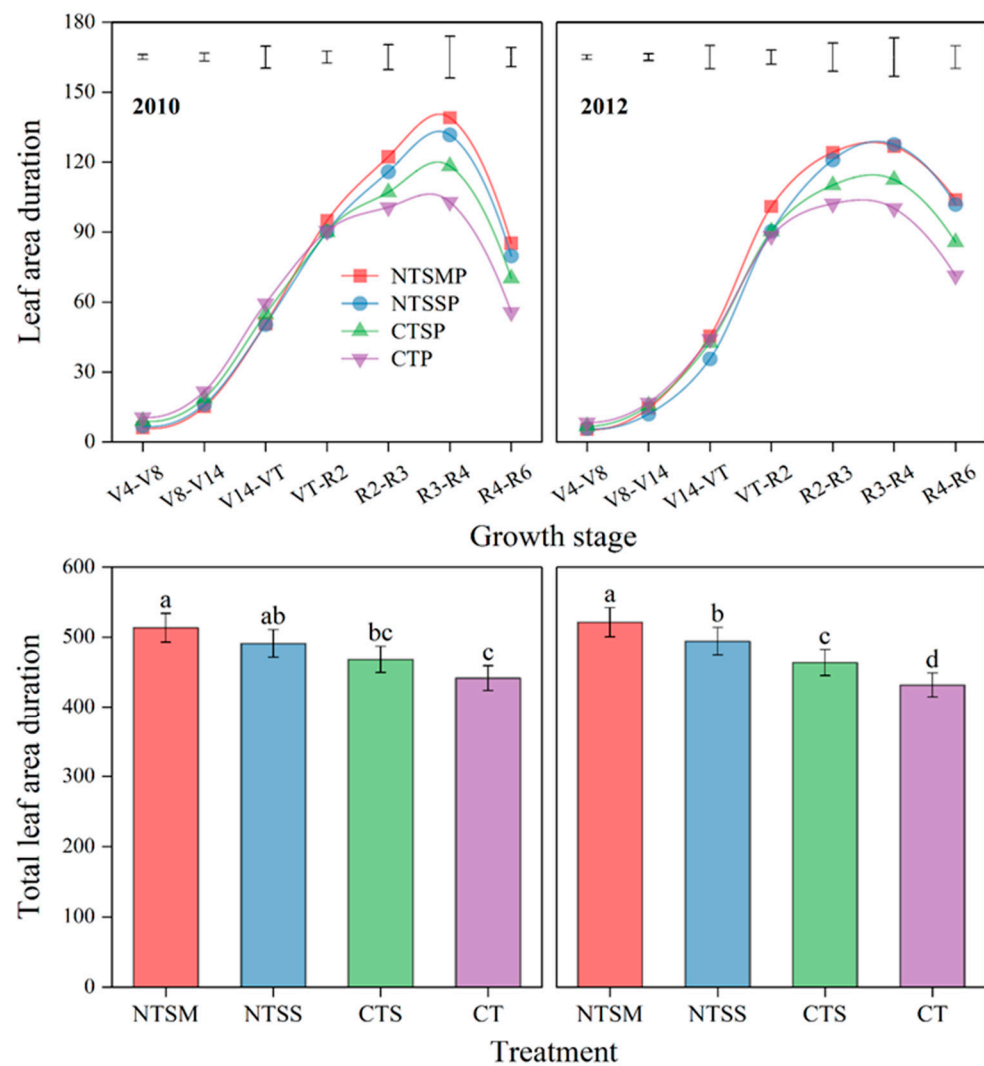 Leaf area duration
180
150
120
90
60
30
0
2010
2012
NTSMP
NTSSP
CTSP
CTP
V4-V8
V8-V14
V14-VT
VT-R2
R2-R3
R3-R4
R4-R6
V4-V8
V8-V14
V14-VT
VT-R2
R2-R3
R3-R4
R4-R6
Growth stage
Total leaf area duration
600
500
400
300
200
100
0
a
ab
bc
c
a
b
c
d
NTSM
NTSS
CTS
CT
NTSM
NTSS
CTS
CT
Treatment